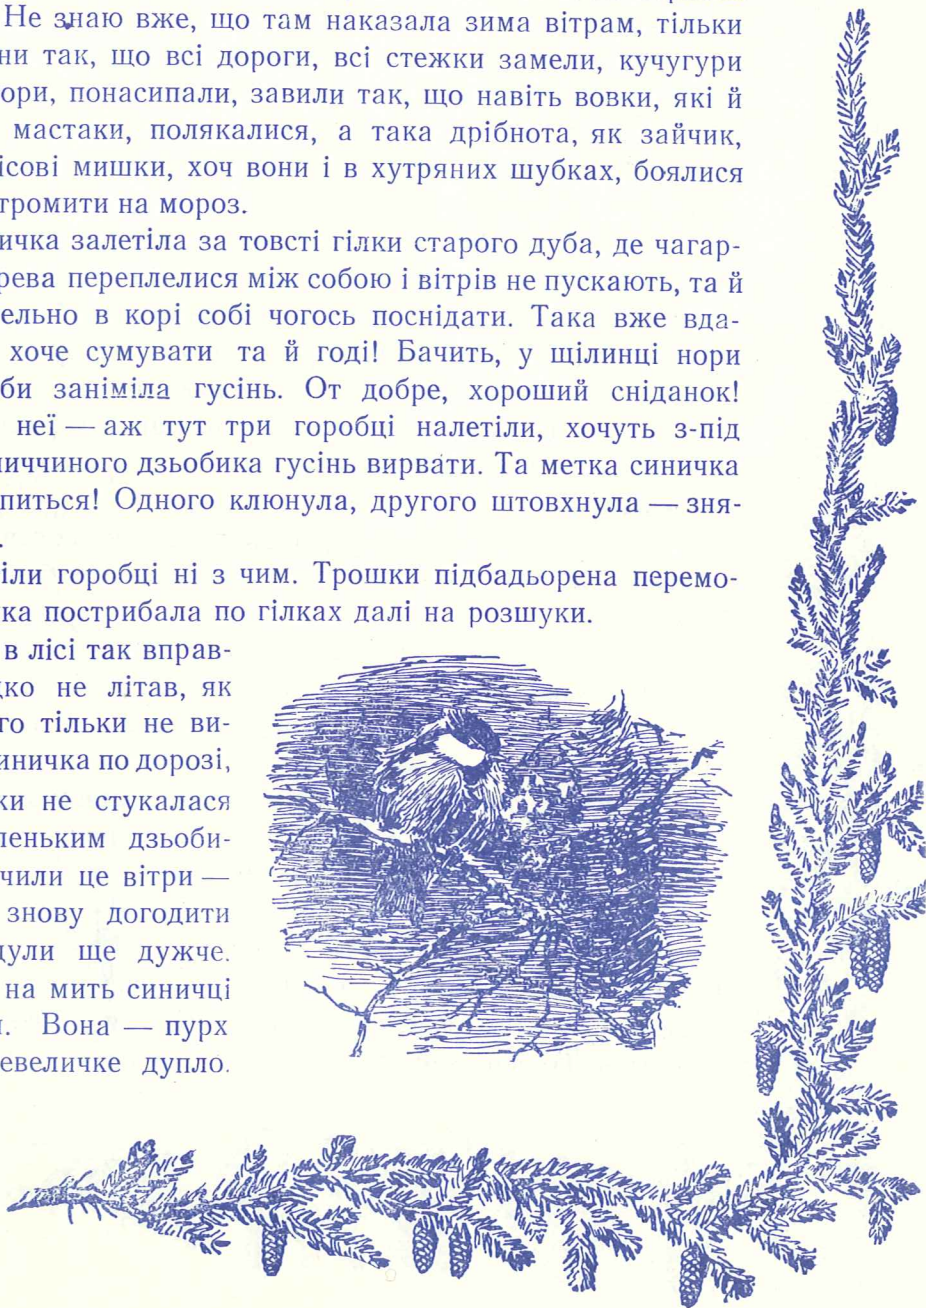 Не знаю вже, що там наказала зима вітрам, тільки
ни так, що всі дороги, всі стежки замели, кучугури
ори, понасипали, завили так, що навіть вовки, які й
мастаки, полякалися, а така дрібнота, як зайчик,
ісові мишки, хоч вони і в хутряних шубках, боялися
тромити на мороз.
ичка залетіла за товсті гілки старого дуба, де чагар-
рева переплелися між собою і вітрів не пускають, та й
ельно в корі собі чогось поснідати. Така вже вда-
хоче сумувати та й годі! Бачить, у щілинці нори
би заніміла гусінь. От добре, хороший сніданок!
неї — аж тут три горобці налетіли, хочуть з-під
ниччиного дзьобика гусінь вирвати. Та метка синичка
питься! Одного клюнула, другого штовхнула — зня-
.
іли горобці ні з чим. Трошки підбадьорена перемо-
ка пострибала по гілках далі на розшуки.
в лісі так вправ-
дко не літав, як
го тільки не ви-
иничка по дорозі,
ки не стукалася
леньким дзьоби-
чили це вітри —
знову догодити
дули ще дужче.
на мить синичці
Вона — пурх
евеличке дупло.